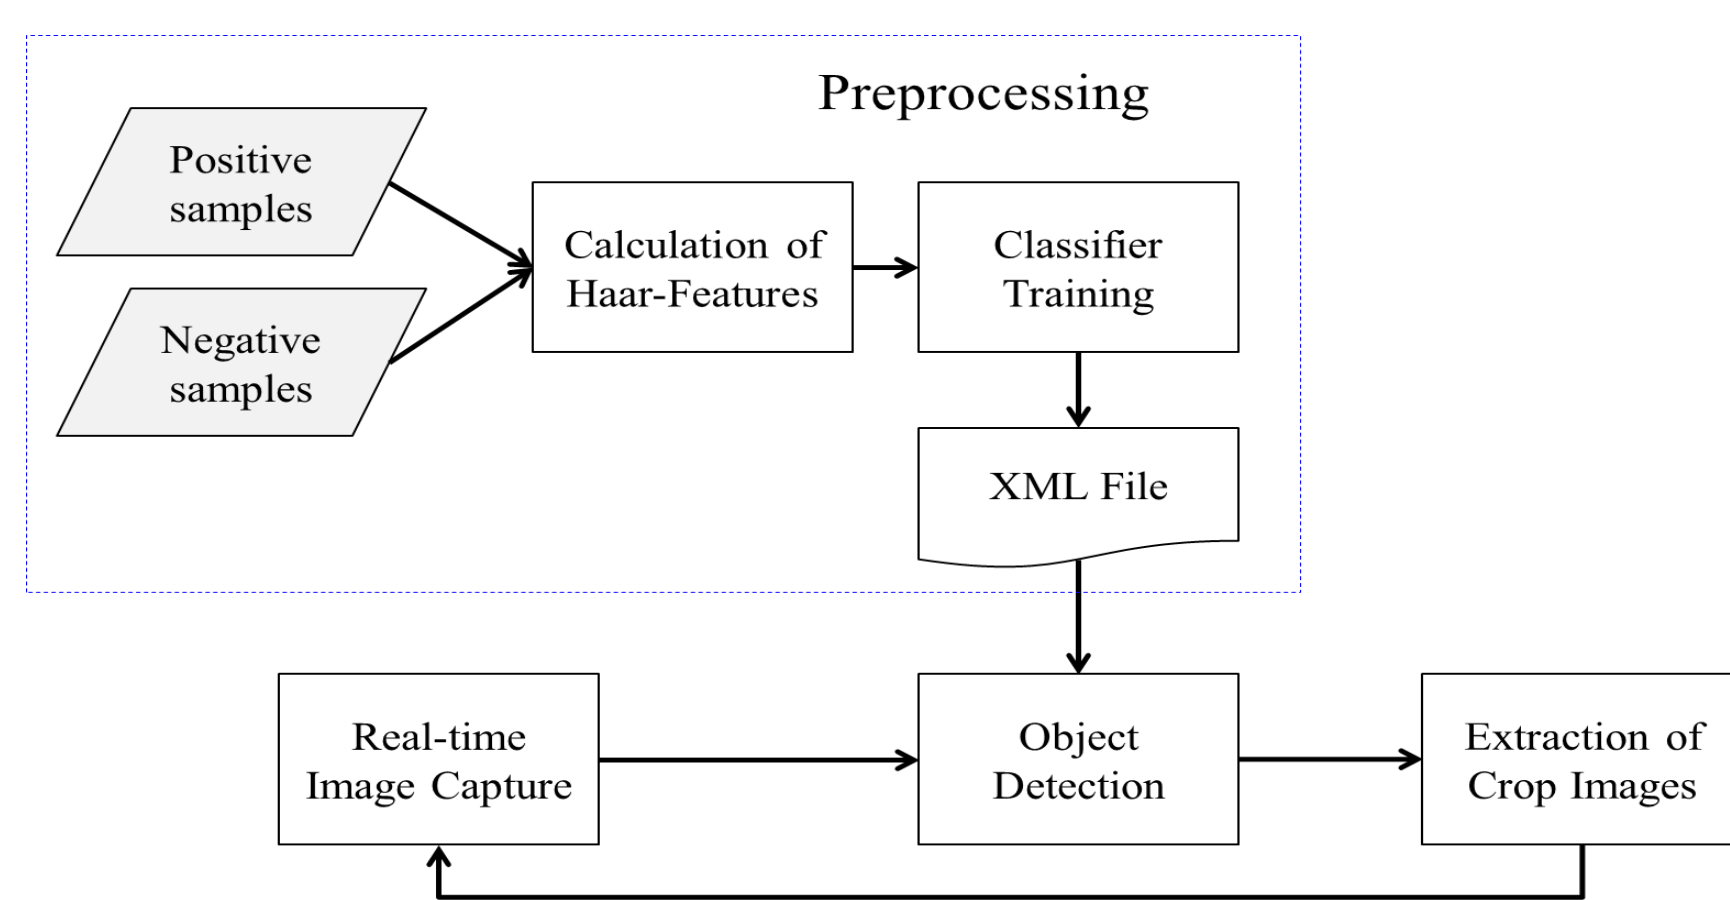 Preprocessing
Positive
samples
Negative
samples
Calculation of
Haar-Features
Classifier
Training
XML File
Real-time
Image Capture
Object
Detection
Extraction of
Crop Images